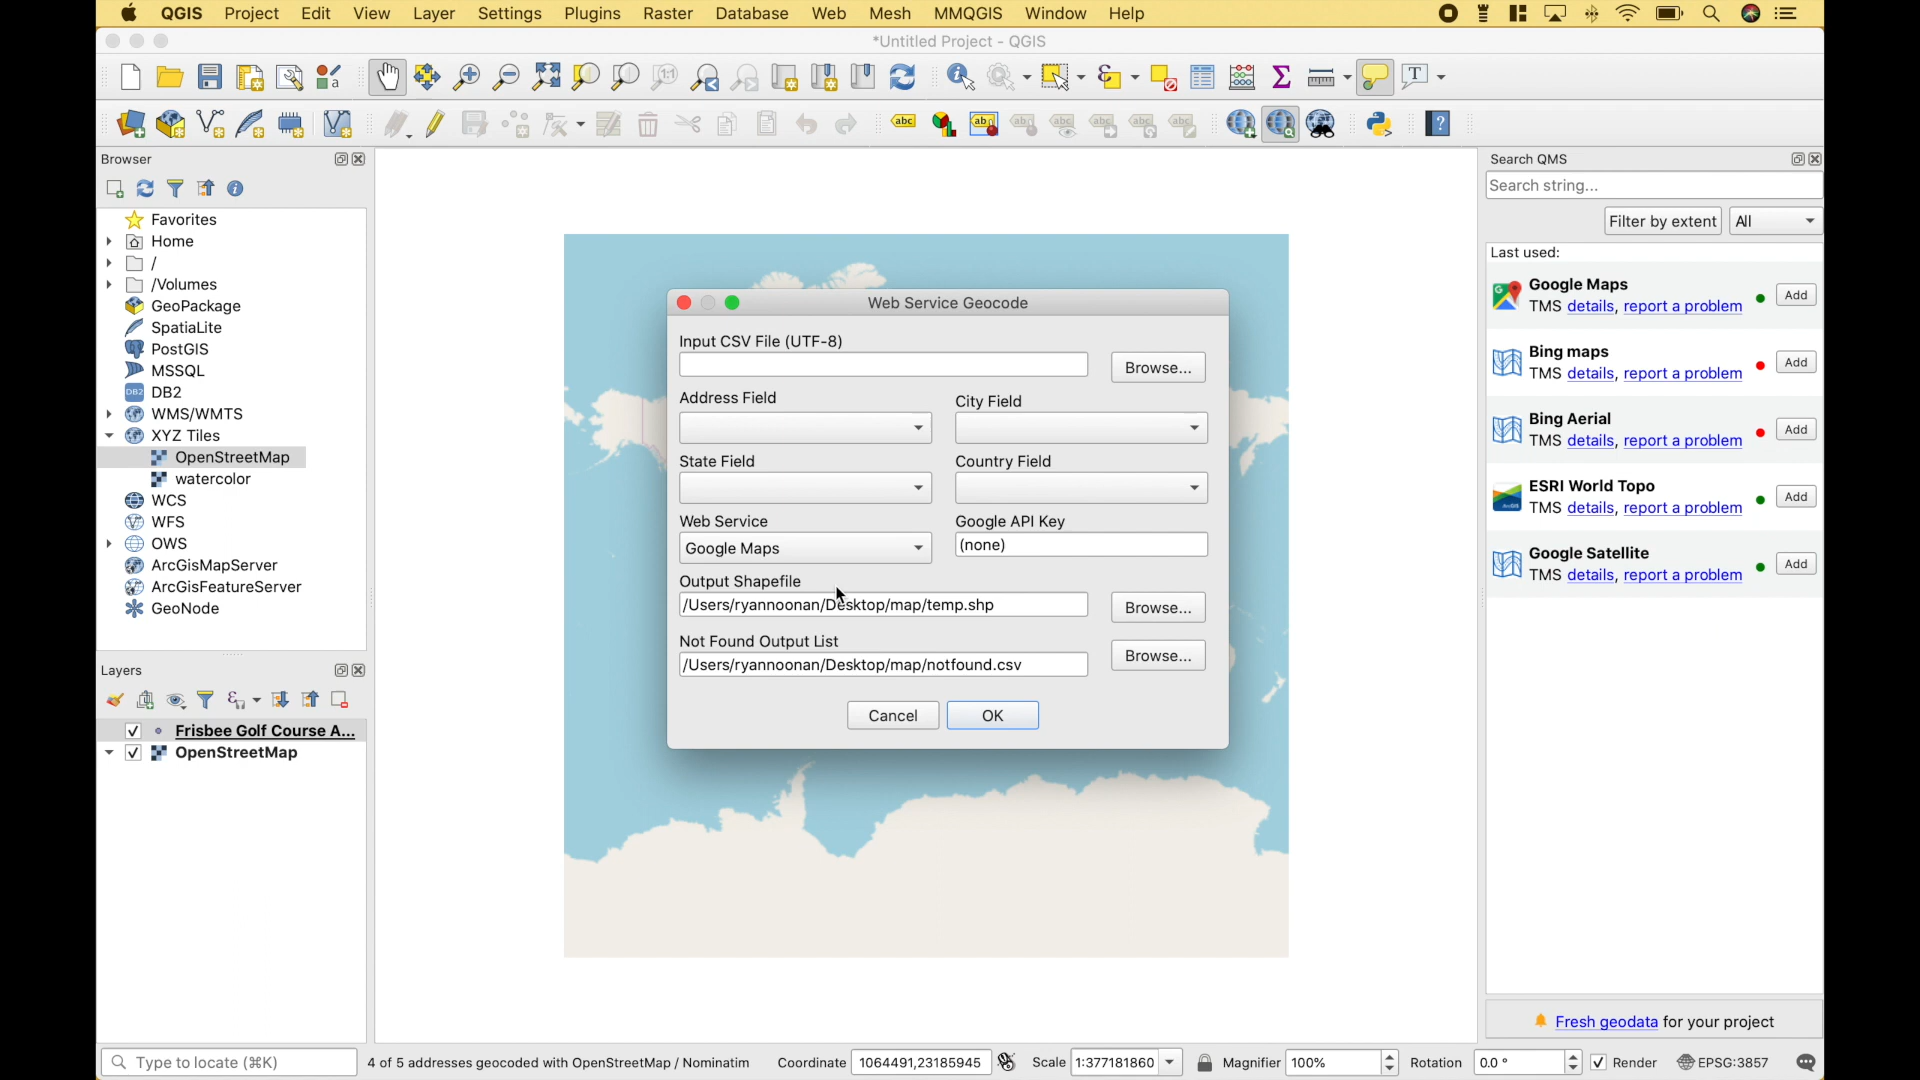 QGIS Project Edit View Layer Settings Plugins Raster Database Web Mesh MMQGIS Window Help
*Untitled Project - QGIS
Browser
Favorites
Home
/
/Volumes
GeoPackage
SpatiaLite
PostGIS
MSSQL
DB2
WMS/WMTS
XYZ Tiles
OpenStreetMap
watercolor
WCS
WFS
OWS
ArcGisMapServer
ArcGisFeatureServer
GeoNode
Layers
Frisbee Golf Course A...
OpenStreetMap
Web Service Geocode
Input CSV File (UTF-8)
Browse...
Address Field
City Field
State Field
Country Field
Web Service
Google API Key
Google Maps
(none)
Output Shapefile
/Users/ryannoonan/Desktop/map/temp.shp
Browse...
Not Found Output List
/Users/ryannoonan/Desktop/map/notfound.csv
Browse...
Cancel
OK
Search QMS
Search string...
Filter by extent
All
Last used:
Google Maps
TMS details, report a problem
Add
Bing maps
TMS details, report a problem
Add
Bing Aerial
TMS details, report a problem
Add
ESRI World Topo
TMS details, report a problem
Add
Google Satellite
TMS details, report a problem
Add
Fresh geodata for your project
Type to locate (⌘K)
4 of 5 addresses geocoded with OpenStreetMap / Nominatim
Coordinate 1064491,23185945
Scale 1:377181860
Magnifier 100%
Rotation 0.0 °
Render
EPSG:3857